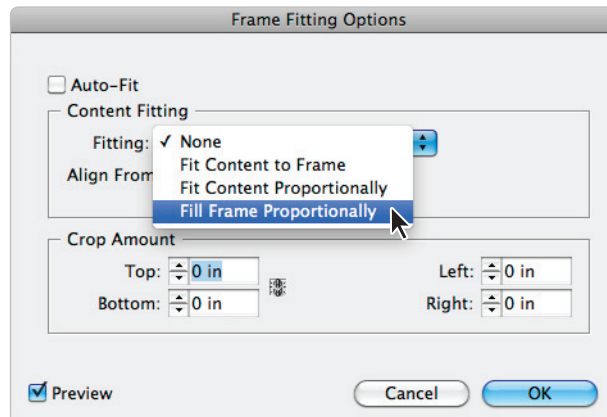 Frame Fitting Options
Auto-Fit
Content Fitting
Fitting: ✓ None
Fit Content to Frame
Align From
Fit Content Proportionally
Fill Frame Proportionally
Crop Amount
Top: 0 in Left: 0 in
Bottom: 0 in Right: 0 in
Preview Cancel OK